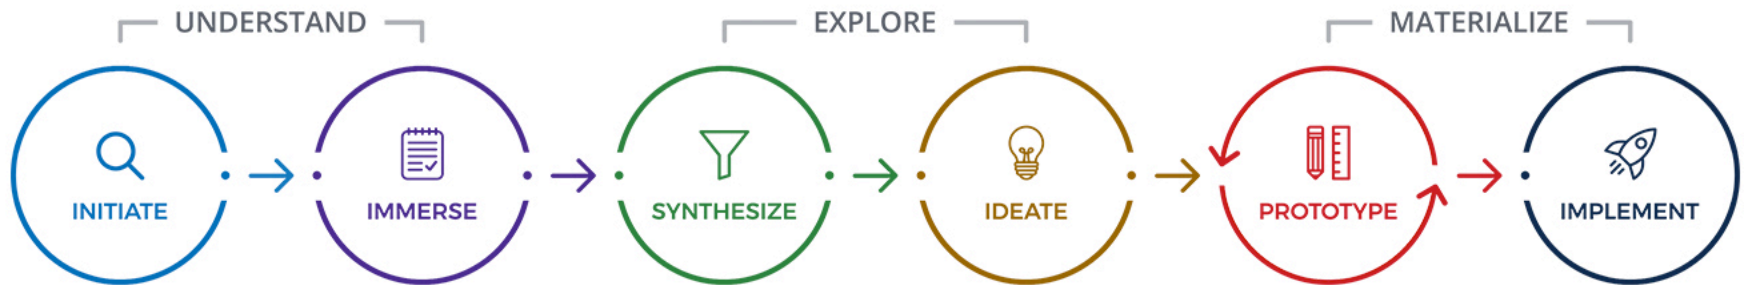 UNDERSTAND EXPLORE MATERIALIZE
INITIATE IMMERSE SYNTHESIZE IDEATE PROTOTYPE IMPLEMENT